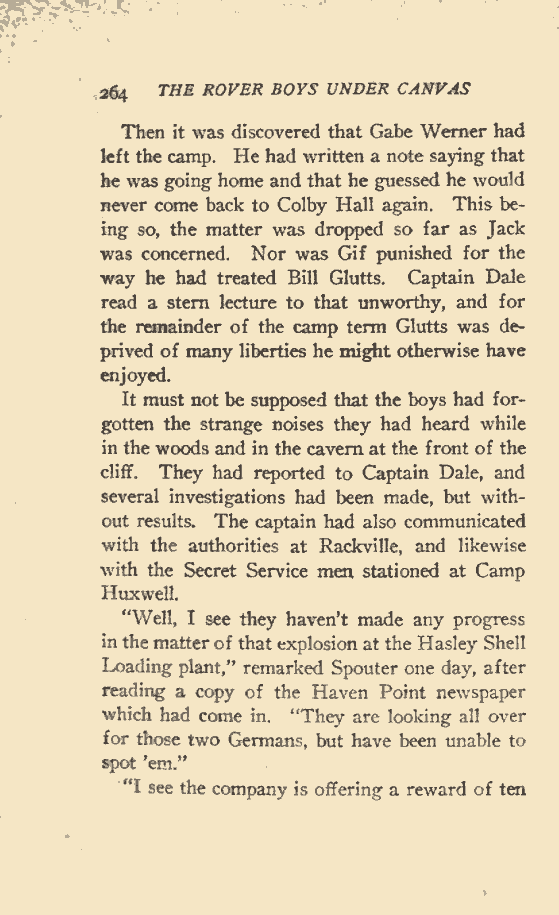 264 THE ROVER BOYS UNDER CANVAS
Then it was discovered that Gabe Werner had
left the camp. He had written a note saying that
he was going home and that he guessed he would
never come back to Colby Hall again. This be-
ing so, the matter was dropped so far as Jack
was concerned. Nor was Gif punished for the
way he had treated Bill Glutts. Captain Dale
read a stern lecture to that unworthy, and for
the remainder of the camp term Glutts was de-
prived of many liberties he might otherwise have
enjoyed.
It must not be supposed that the boys had for-
gotten the strange noises they had heard while
in the woods and in the cavern at the front of the
cliff. They had reported to Captain Dale, and
several investigations had been made, but with-
out results. The captain had also communicated
with the authorities at Rackville, and likewise
with the Secret Service men stationed at Camp
Huxwell.
"Well, I see they haven't made any progress
in the matter of that explosion at the Hasley Shell
Loading plant," remarked Spouter one day, after
reading a copy of the Haven Point newspaper
which had come in. "They are looking all over
for those two Germans, but have been unable to
spot 'em."
"I see the company is offering a reward of ten